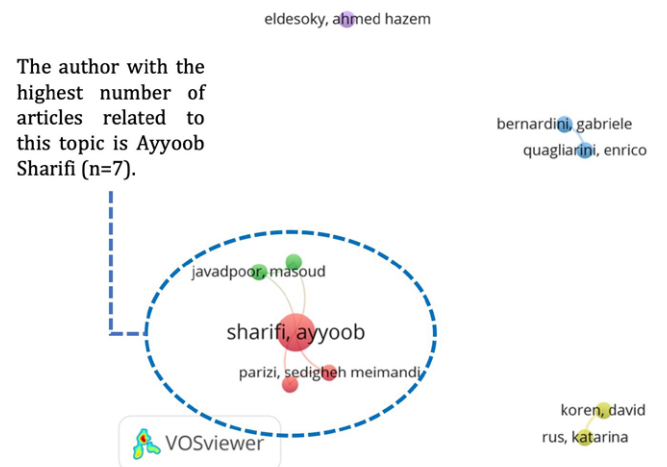 eldesoky, ahmed hazem
The author with the
highest number of
articles related to
this topic is Ayyoob
Sharifi (n=7).
bernardini, gabriele
quagliarini, enrico
javadpoor, masoud
sharifi, ayyoob
parizi, sedigheh meimandi
koren, david
rus, katarina
VOSviewer